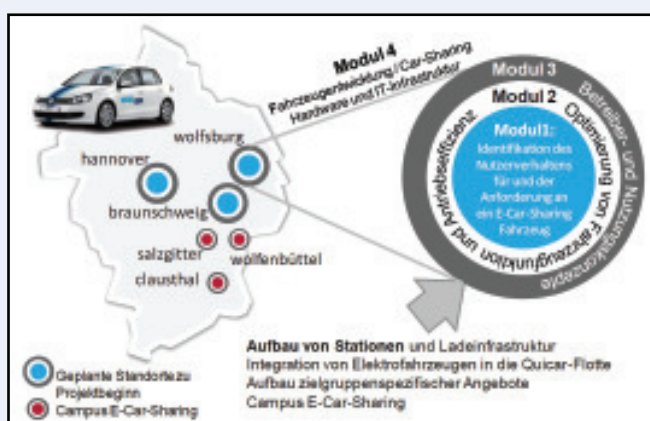 Modul 4
Fahrzeugentwicklung / Car-Sharing
Hardware und IT-Infrastruktur
wolfsburg
hannover
braunschweig
salzgitter
wolfenbüttel
clausthal
Geplante Standorte zu
Projektbeginn
Campus E-Car-Sharing
Modul 3
Betreiber- und Nutzungskonzepte
Modul 2
Optimierung von Fahrzeugfunktion und Antriebseffizienz
Modul1:
Identifikation des
Nutzerverhaltens
für und der
Anforderung an
ein E-Car-Sharing
Fahrzeug
Aufbau von Stationen und Ladeinfrastruktur
Integration von Elektrofahrzeugen in die Quicar-Flotte
Aufbau zielgruppenspezifischer Angebote
Campus E-Car-Sharing